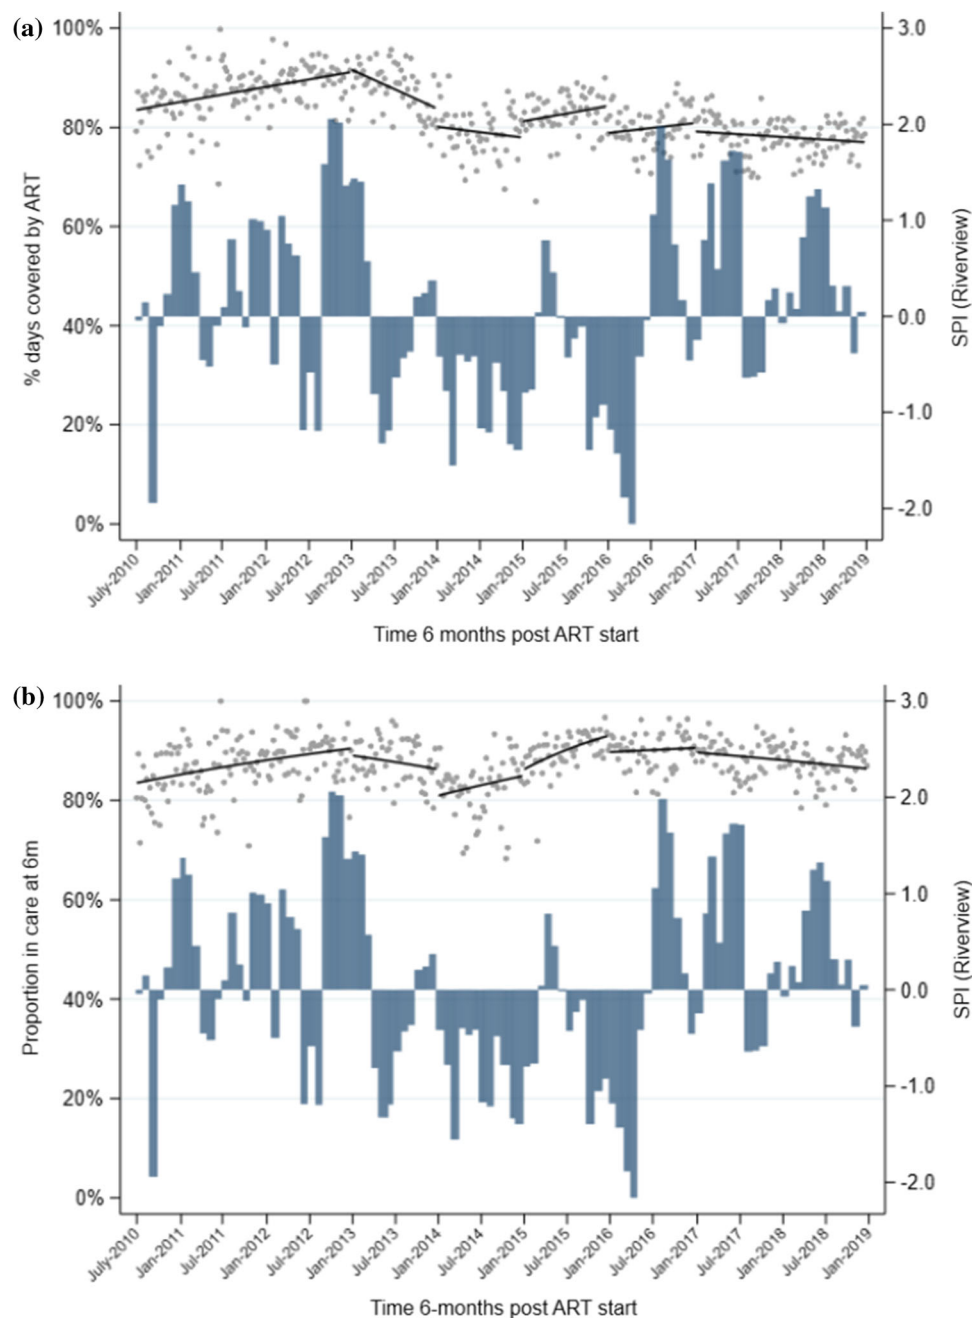 (a)
100%
80%
60%
40%
20%
0%
% days covered by ART
3.0
2.0
1.0
0.0
-1.0
-2.0
SPI (Riverview)
July-2010
Jan-2011
Jul-2011
Jan-2012
Jul-2012
Jan-2013
Jul-2013
Jan-2014
Jul-2014
Jan-2015
Jul-2015
Jan-2016
Jul-2016
Jan-2017
Jul-2017
Jan-2018
Jul-2018
Jan-2019
Time 6 months post ART start
(b)
100%
80%
60%
40%
20%
0%
Proportion in care at 6m
3.0
2.0
1.0
0.0
-1.0
-2.0
SPI (Riverview)
July-2010
Jan-2011
Jul-2011
Jan-2012
Jul-2012
Jan-2013
Jul-2013
Jan-2014
Jul-2014
Jan-2015
Jul-2015
Jan-2016
Jul-2016
Jan-2017
Jul-2017
Jan-2018
Jul-2018
Jan-2019
Time 6-months post ART start